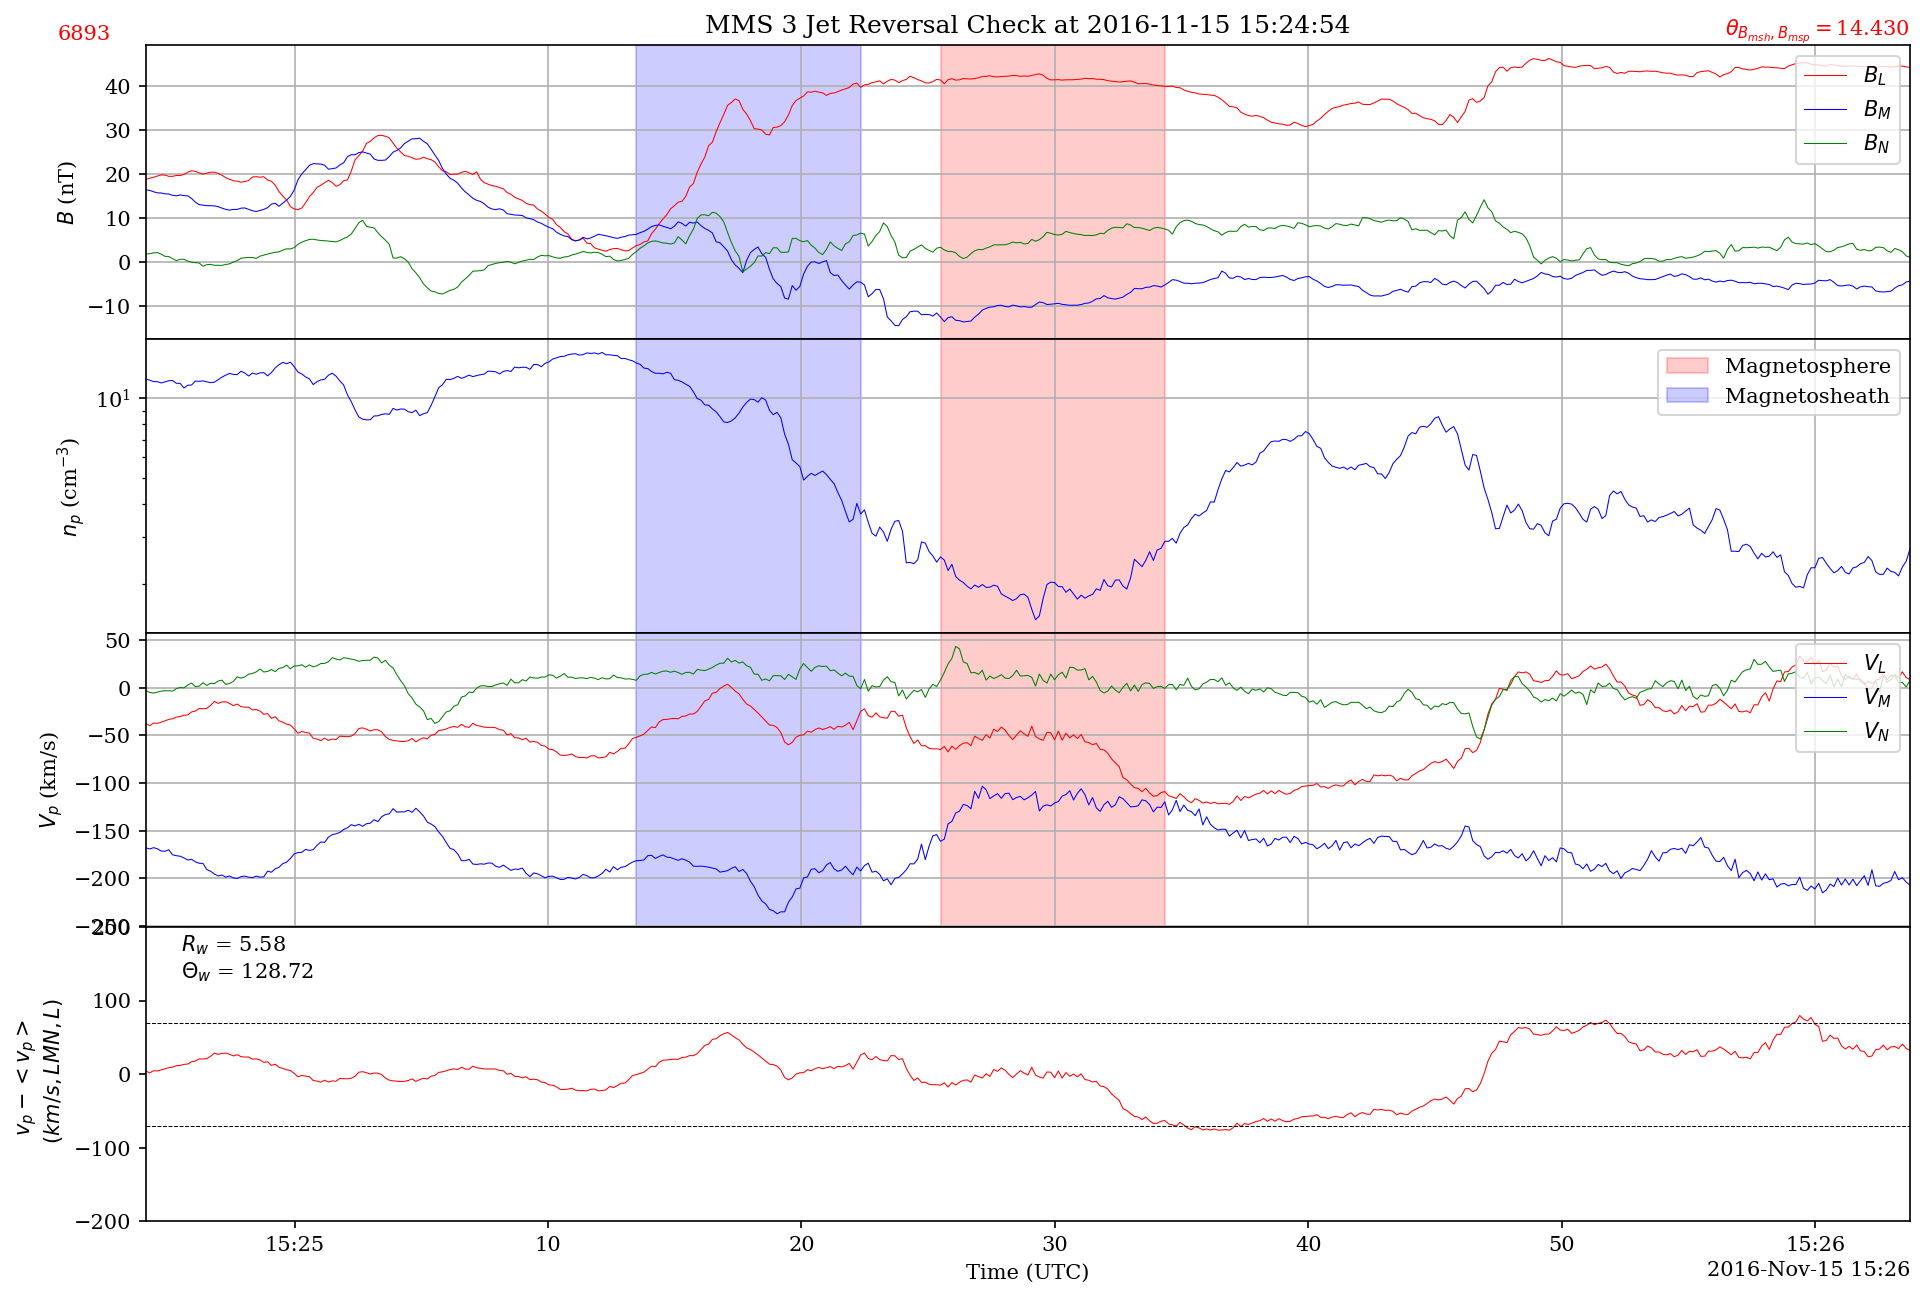 6893
MMS 3 Jet Reversal Check at 2016-11-15 15:24:54
θ_{B_{msh}, B_{msp}} = 14.430
40
30
20
10
0
−10
B (nT)
B_L
B_M
B_N
10^1
n_p (cm^{−3})
Magnetosphere
Magnetosheath
50
0
−50
−100
−150
−200
−250
V_p (km/s)
V_L
V_M
V_N
200
100
0
−100
−200
v_p − <v_p>
(km/s, LMN, L)
R_w = 5.58
Θ_w = 128.72
15:25
10
20
30
40
50
15:26
Time (UTC)
2016-Nov-15 15:26